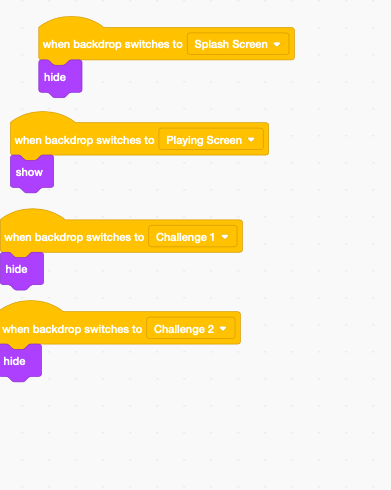 when backdrop switches to Splash Screen
hide
when backdrop switches to Playing Screen
show
when backdrop switches to Challenge 1
hide
when backdrop switches to Challenge 2
hide